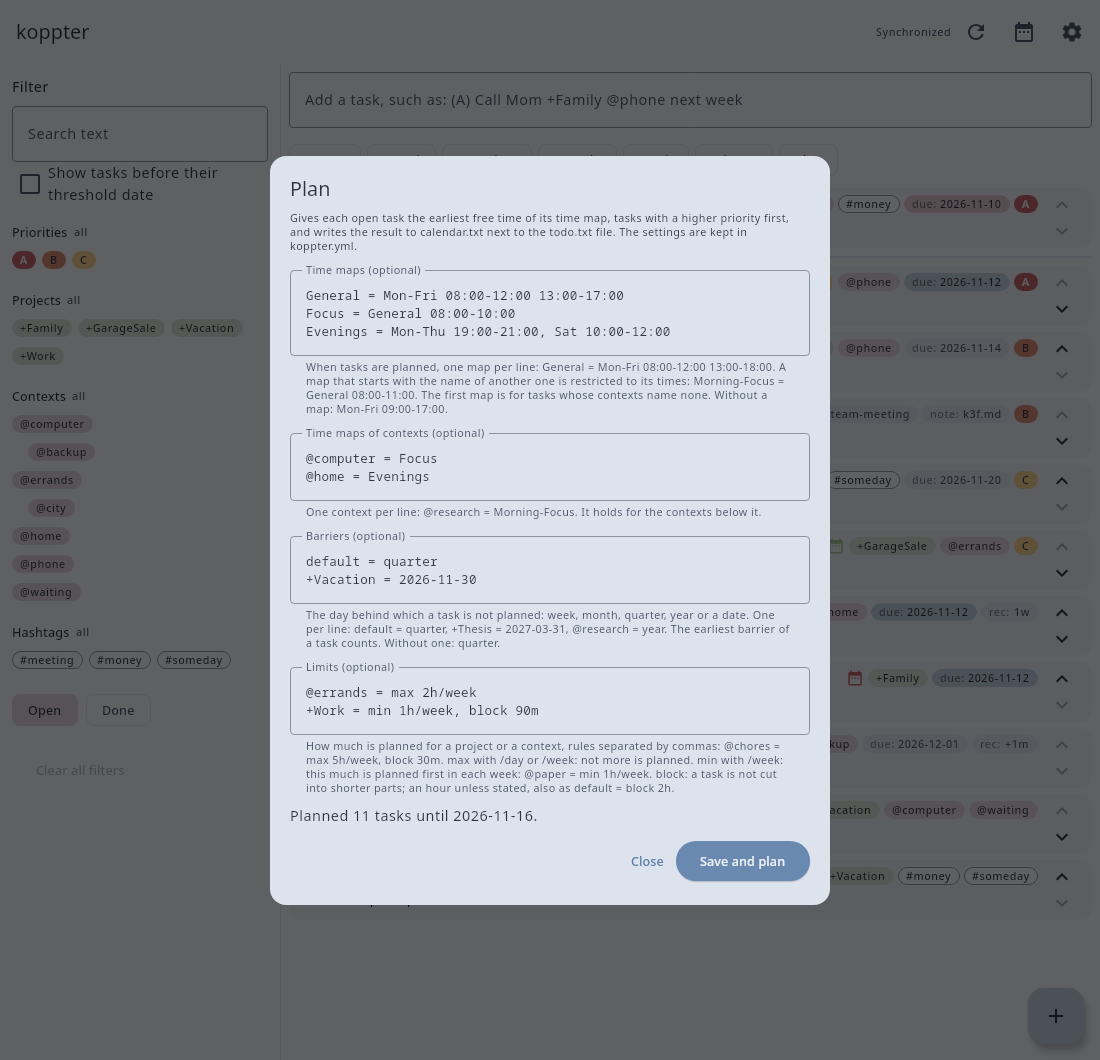 koppter
Synchronized
Filter
Search text
Show tasks before their
threshold date
Priorities all
A B C
Projects all
+Family +GarageSale +Vacation
+Work
Contexts all
@computer
@backup
@errands
@city
@home
@phone
@waiting
Hashtags all
#meeting #money #someday
Open Done
Clear all filters
Add a task, such as: (A) Call Mom +Family @phone next week
Plan
Gives each open task the earliest free time of its time map, tasks with a higher priority first,
and writes the result to calendar.txt next to the todo.txt file. The settings are kept in
koppter.yml.
Time maps (optional)
General = Mon-Fri 08:00-12:00 13:00-17:00
Focus = General 08:00-10:00
Evenings = Mon-Thu 19:00-21:00, Sat 10:00-12:00
When tasks are planned, one map per line: General = Mon-Fri 08:00-12:00 13:00-18:00. A
map that starts with the name of another one is restricted to its times: Morning-Focus =
General 08:00-11:00. The first map is for tasks whose contexts name none. Without a
map: Mon-Fri 09:00-17:00.
Time maps of contexts (optional)
@computer = Focus
@home = Evenings
One context per line: @research = Morning-Focus. It holds for the contexts below it.
Barriers (optional)
default = quarter
+Vacation = 2026-11-30
The day behind which a task is not planned: week, month, quarter, year or a date. One
per line: default = quarter, +Thesis = 2027-03-31, @research = year. The earliest barrier of
a task counts. Without one: quarter.
Limits (optional)
@errands = max 2h/week
+Work = min 1h/week, block 90m
How much is planned for a project or a context, rules separated by commas: @chores =
max 5h/week, block 30m. max with /day or /week: not more is planned. min with /week:
this much is planned first in each week: @paper = min 1h/week. block: a task is not cut
into shorter parts; an hour unless stated, also as default = block 2h.
Planned 11 tasks until 2026-11-16.
Close Save and plan
#money due: 2026-11-10 A
@phone due: 2026-11-12 A
@phone due: 2026-11-14 B
team-meeting note: k3f.md B
#someday due: 2026-11-20 C
+GarageSale @errands C
due: 2026-11-12 rec: 1w
+Family due: 2026-11-12
due: 2026-12-01 rec: +1m
@computer @waiting
+Vacation #money #someday